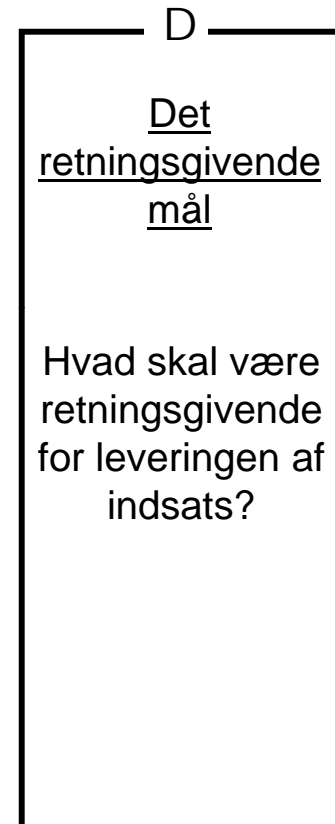 D
Det
retningsgivende
mål
Hvad skal være
retningsgivende
for leveringen af
indsats?